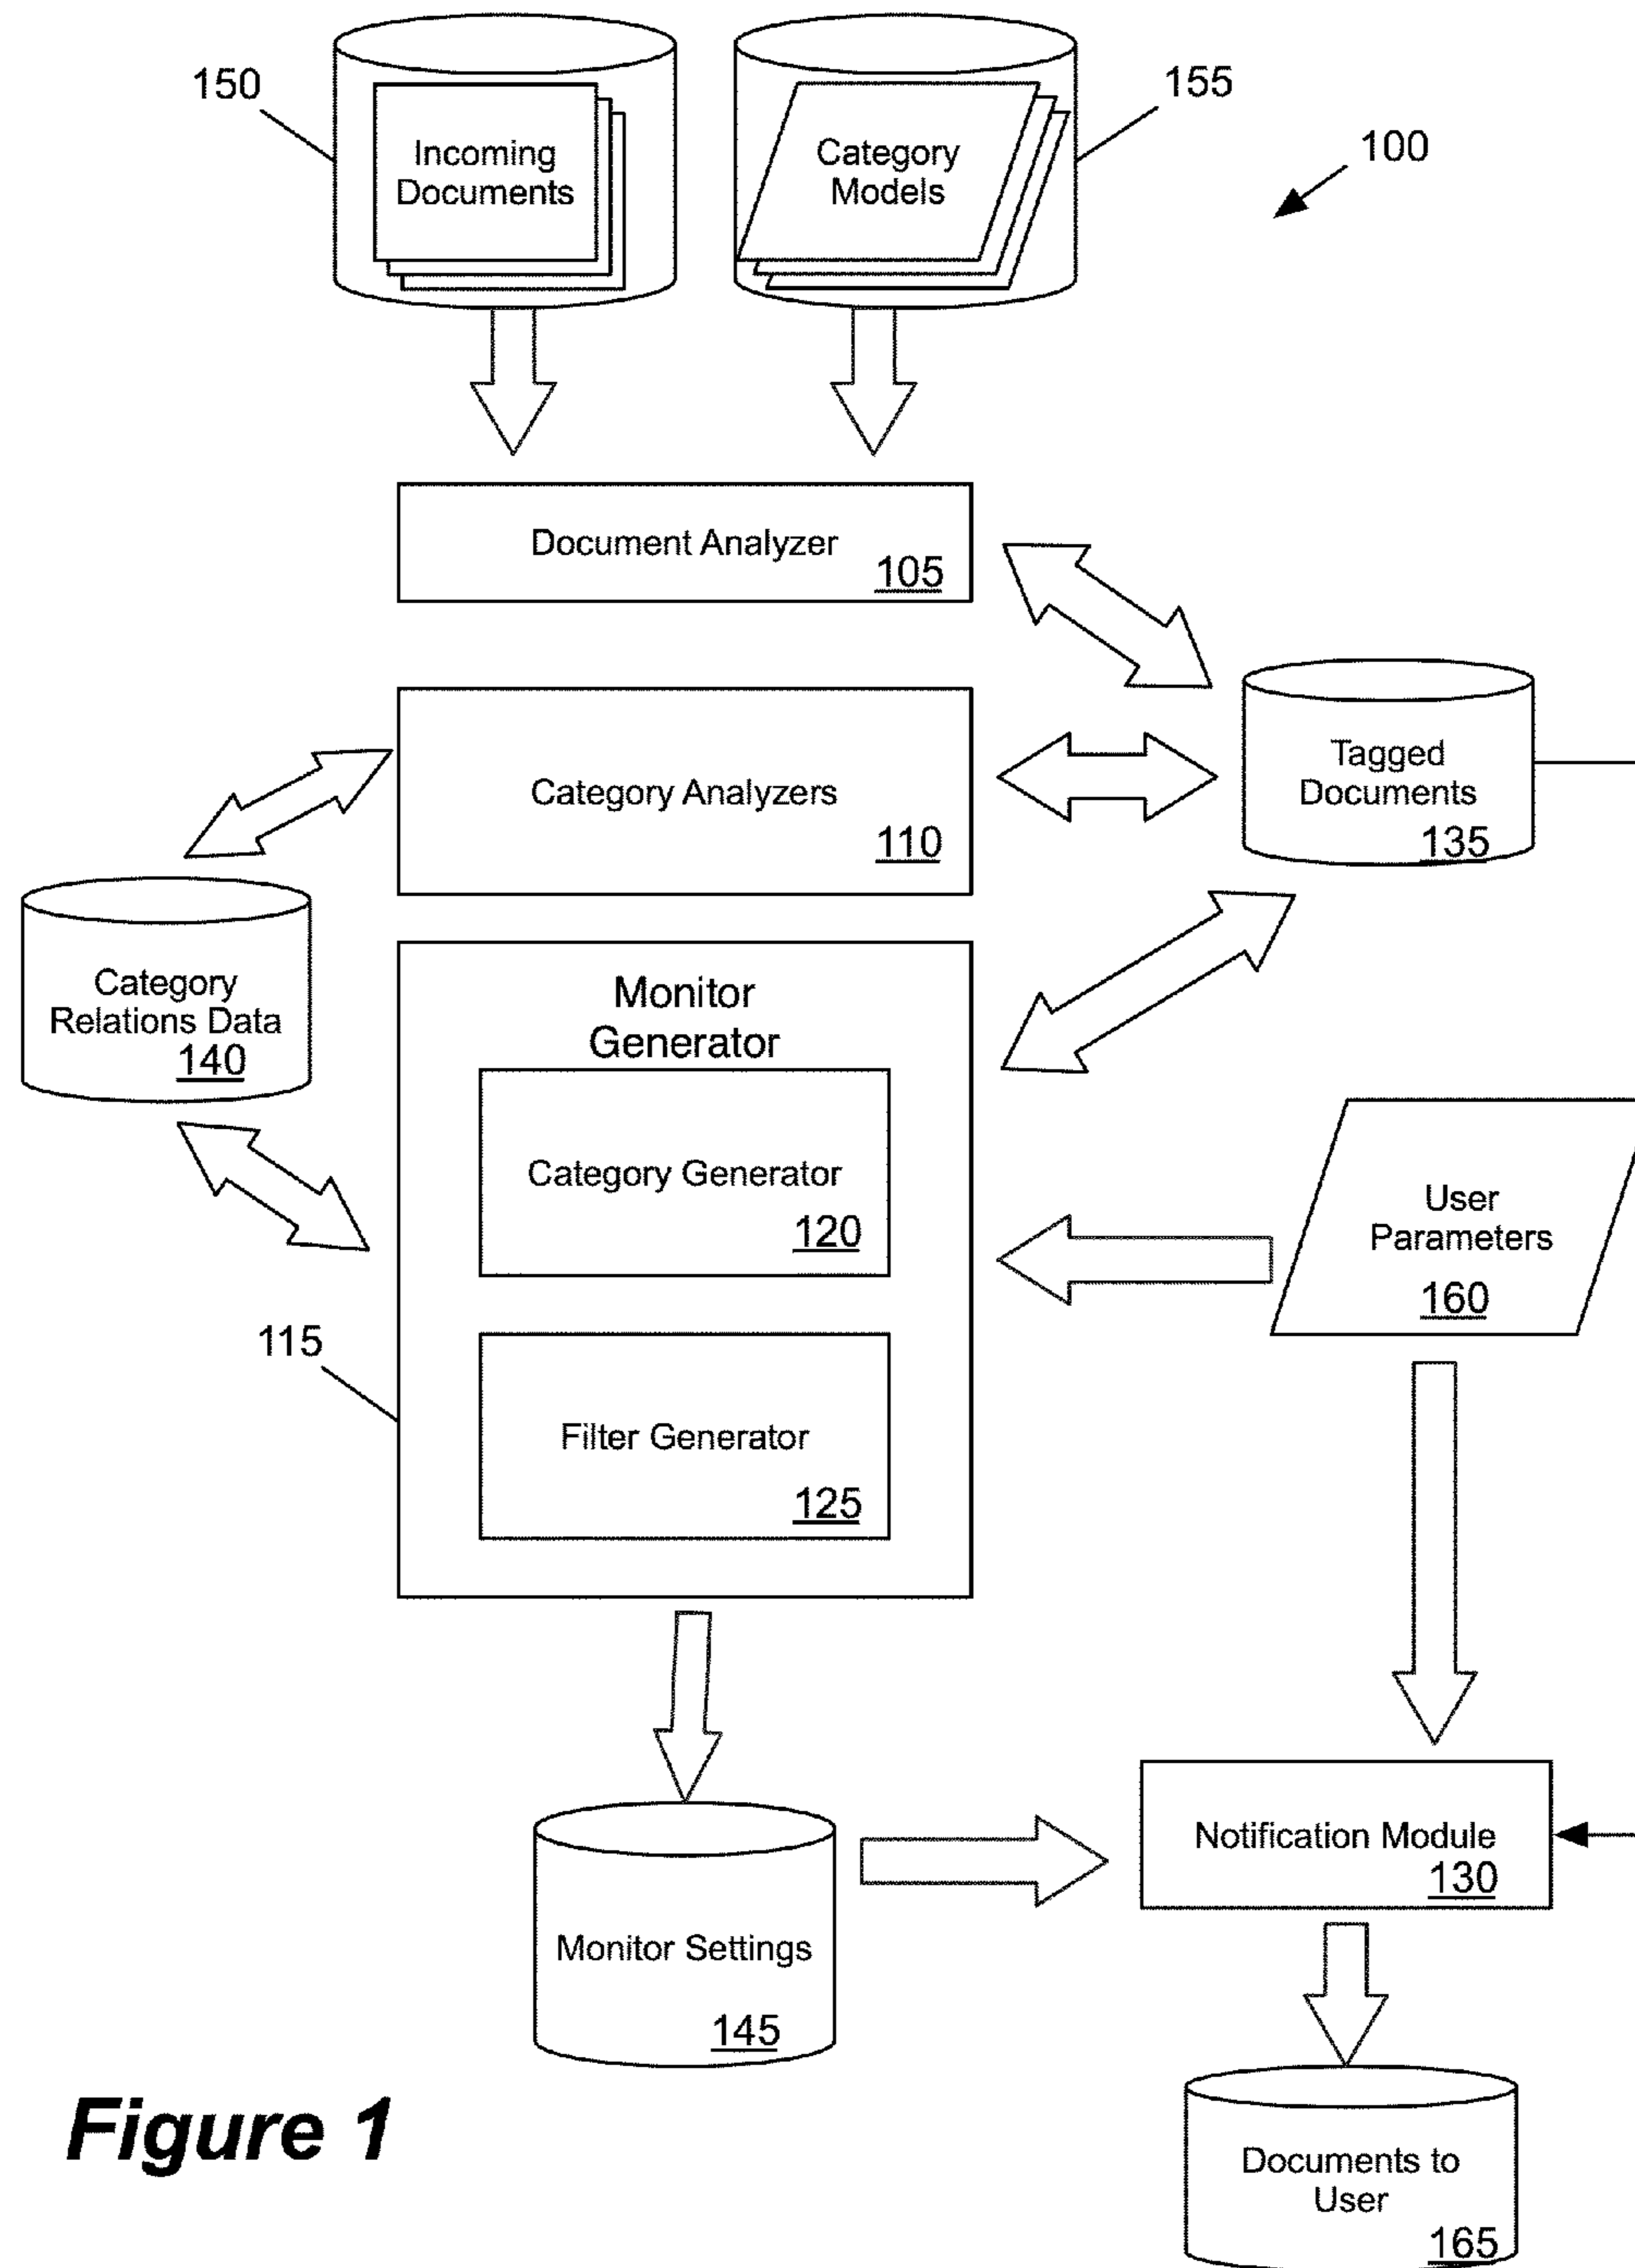 150
Incoming
Documents
Category
Models
155
100
Document Analyzer
105
Category Analyzers
110
Tagged
Documents
135
Category
Relations Data
140
Monitor
Generator
Category Generator
120
User
Parameters
160
115
Filter Generator
125
Notification Module
130
Monitor Settings
145
Figure 1
Documents to
User
165